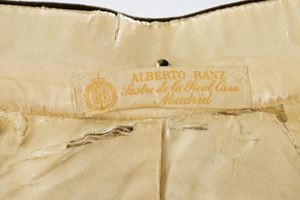 ALBERTO RANZ
Sastre de la Real Casa
Madrid